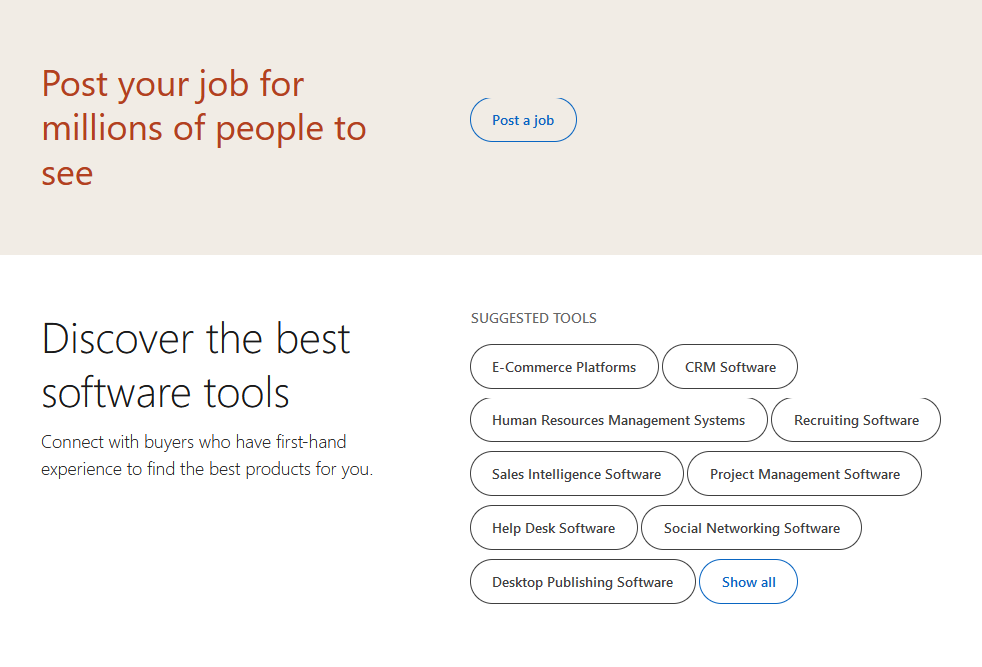 Post your job for
millions of people to
see
Post a job
Discover the best
software tools
Connect with buyers who have first-hand
experience to find the best products for you.
SUGGESTED TOOLS
E-Commerce Platforms
CRM Software
Human Resources Management Systems
Recruiting Software
Sales Intelligence Software
Project Management Software
Help Desk Software
Social Networking Software
Desktop Publishing Software
Show all